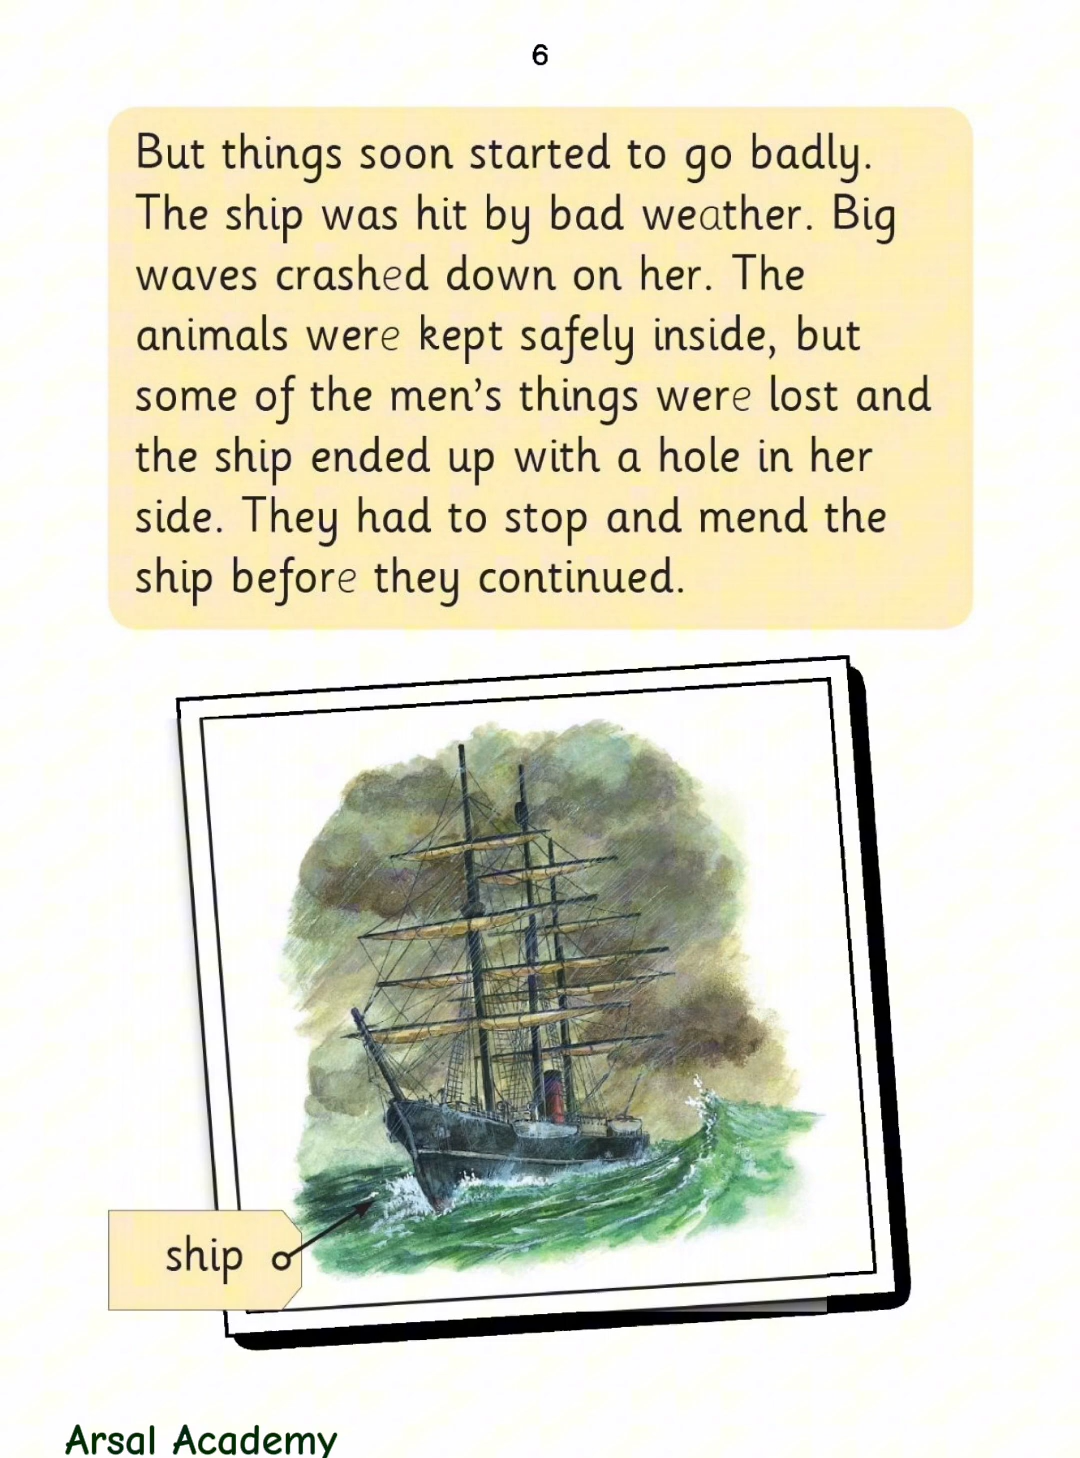 6
But things soon started to go badly.
The ship was hit by bad weather. Big
waves crashed down on her. The
animals were kept safely inside, but
some of the men’s things were lost and
the ship ended up with a hole in her
side. They had to stop and mend the
ship before they continued.
ship
Arsal Academy